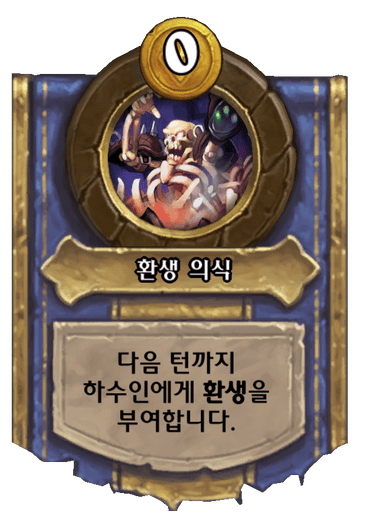 0
환생 의식
다음 턴까지
하수인에게 환생을
부여합니다.